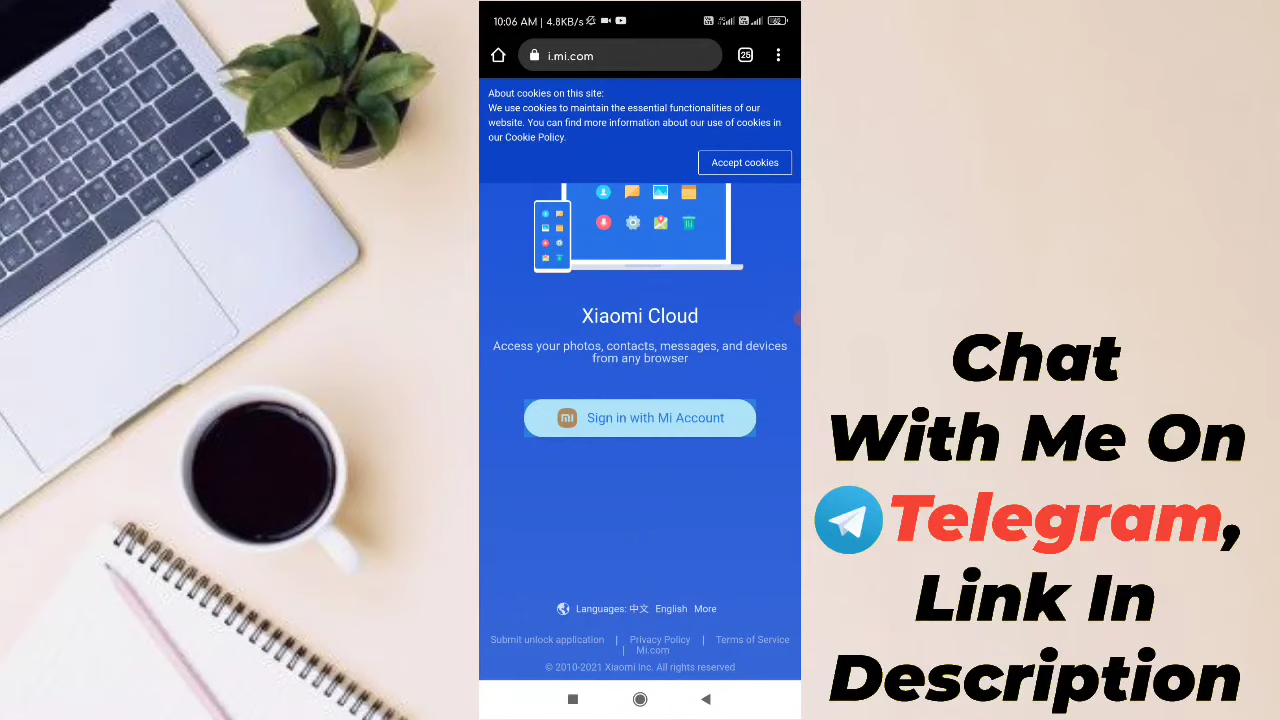 10:06 AM | 4.8KB/s
62
i.mi.com
25
About cookies on this site:
We use cookies to maintain the essential functionalities of our
website. You can find more information about our use of cookies in
our Cookie Policy.
Accept cookies
Xiaomi Cloud
Access your photos, contacts, messages, and devices
from any browser
mi Sign in with Mi Account
Languages: 中文 English More
Submit unlock application | Privacy Policy | Terms of Service
| Mi.com
© 2010-2021 Xiaomi Inc. All rights reserved
Chat
With Me On
Telegram,
Link In
Description